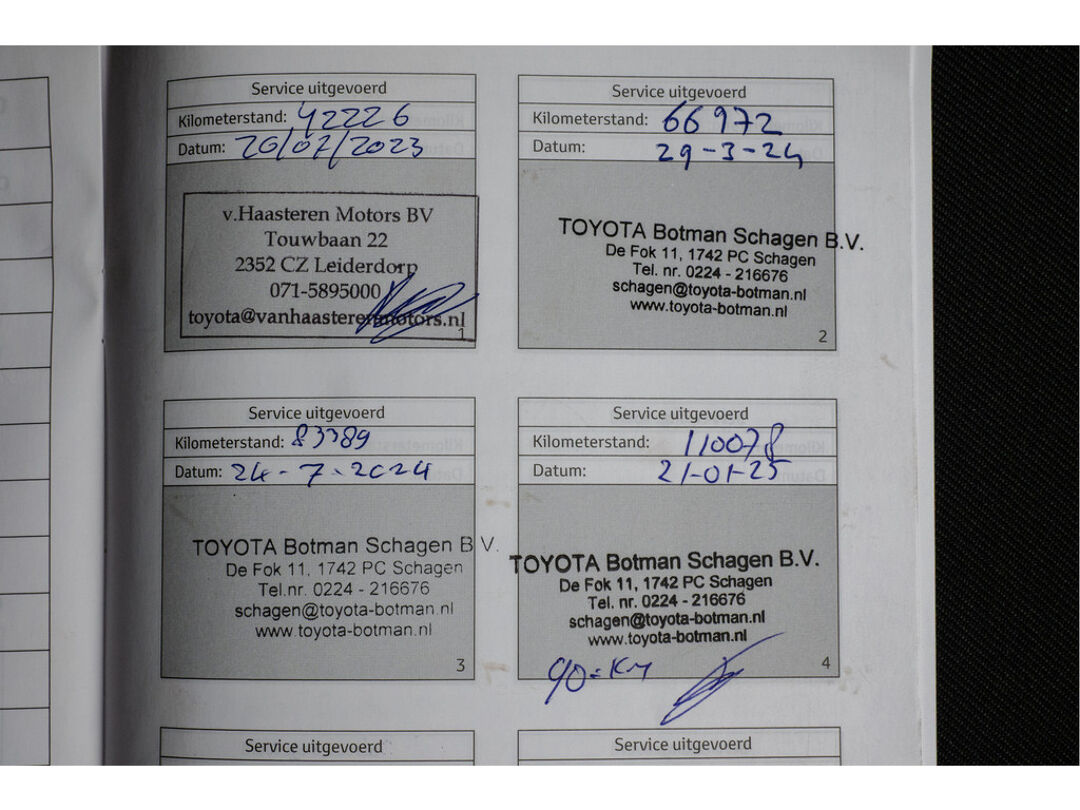 Service uitgevoerd
Kilometerstand: 42226
Datum: 20/07/2023
v.Haasteren Motors BV
Touwbaan 22
2352 CZ Leiderdorp
071-5895000
toyota@vanhaasterenmotors.nl
1
Service uitgevoerd
Kilometerstand: 66972
Datum: 29-3-24
TOYOTA Botman Schagen B.V.
De Fok 11, 1742 PC Schagen
Tel. nr. 0224 - 216676
schagen@toyota-botman.nl
www.toyota-botman.nl
2
Service uitgevoerd
Kilometerstand: 83389
Datum: 24-7-2024
TOYOTA Botman Schagen B.V.
De Fok 11, 1742 PC Schagen
Tel.nr. 0224 - 216676
schagen@toyota-botman.nl
www.toyota-botman.nl
3
Service uitgevoerd
Kilometerstand: 110078
Datum: 21-01-25
TOYOTA Botman Schagen B.V.
De Fok 11, 1742 PC Schagen
Tel. nr. 0224 - 216676
schagen@toyota-botman.nl
www.toyota-botman.nl
4
Service uitgevoerd
Service uitgevoerd